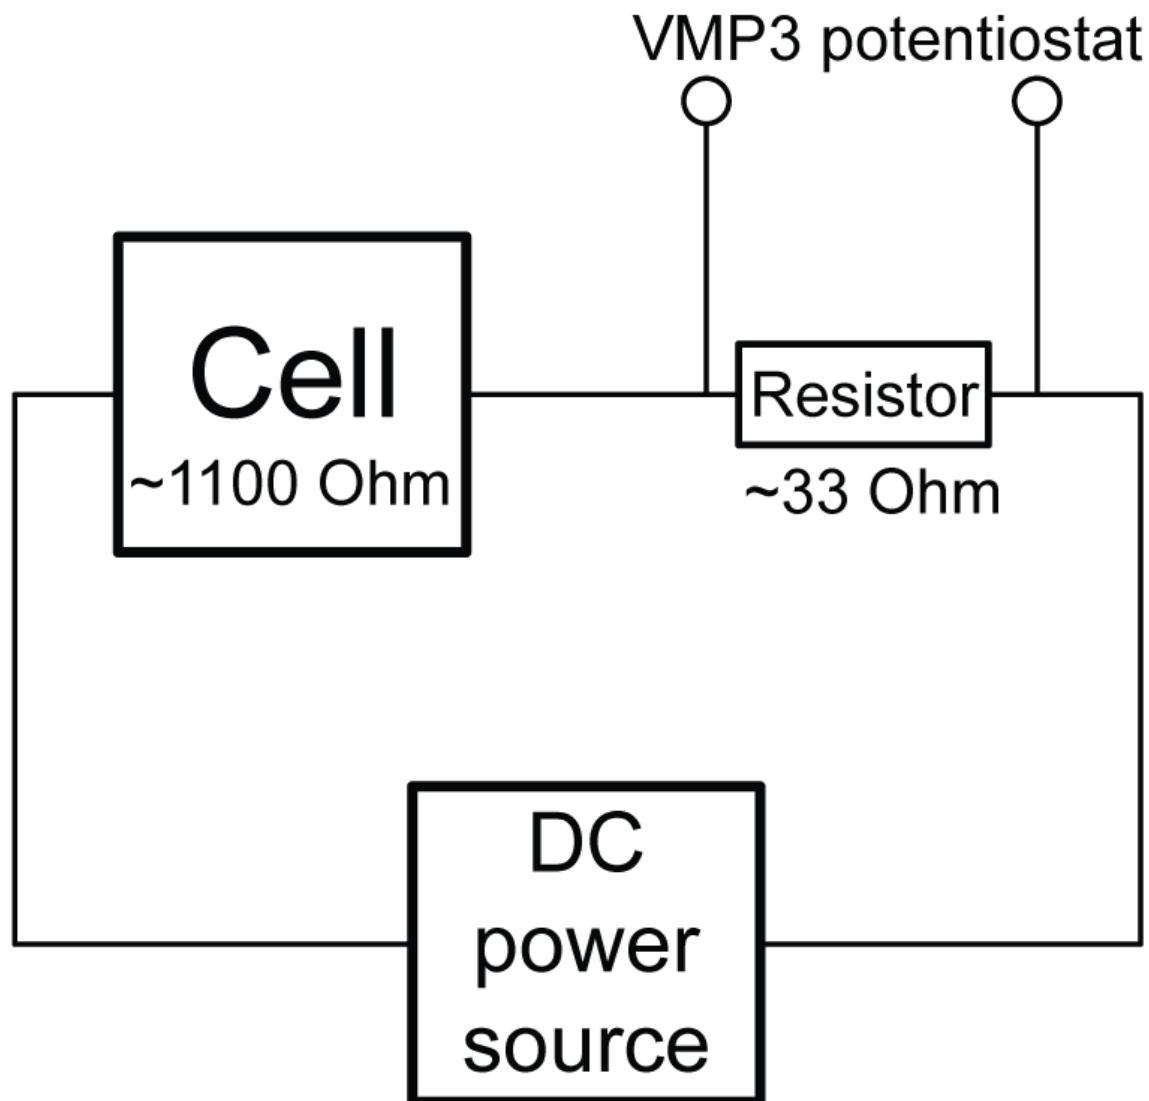 VMP3 potentiostat
Cell
~1100 Ohm
Resistor
~33 Ohm
DC
power
source